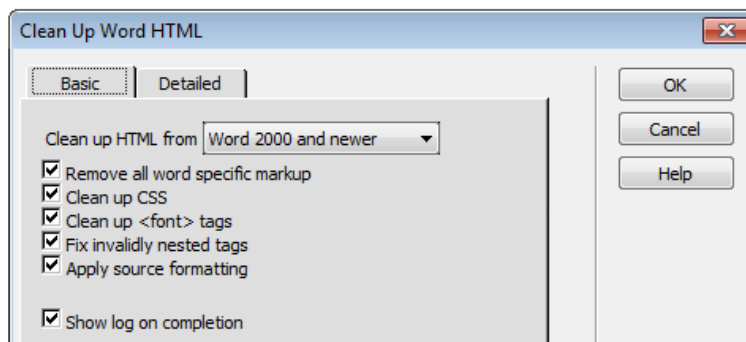 Clean Up Word HTML
Basic Detailed
OK
Clean up HTML from Word 2000 and newer
Cancel
Remove all word specific markup
Help
Clean up CSS
Clean up <font> tags
Fix invalidly nested tags
Apply source formatting
Show log on completion